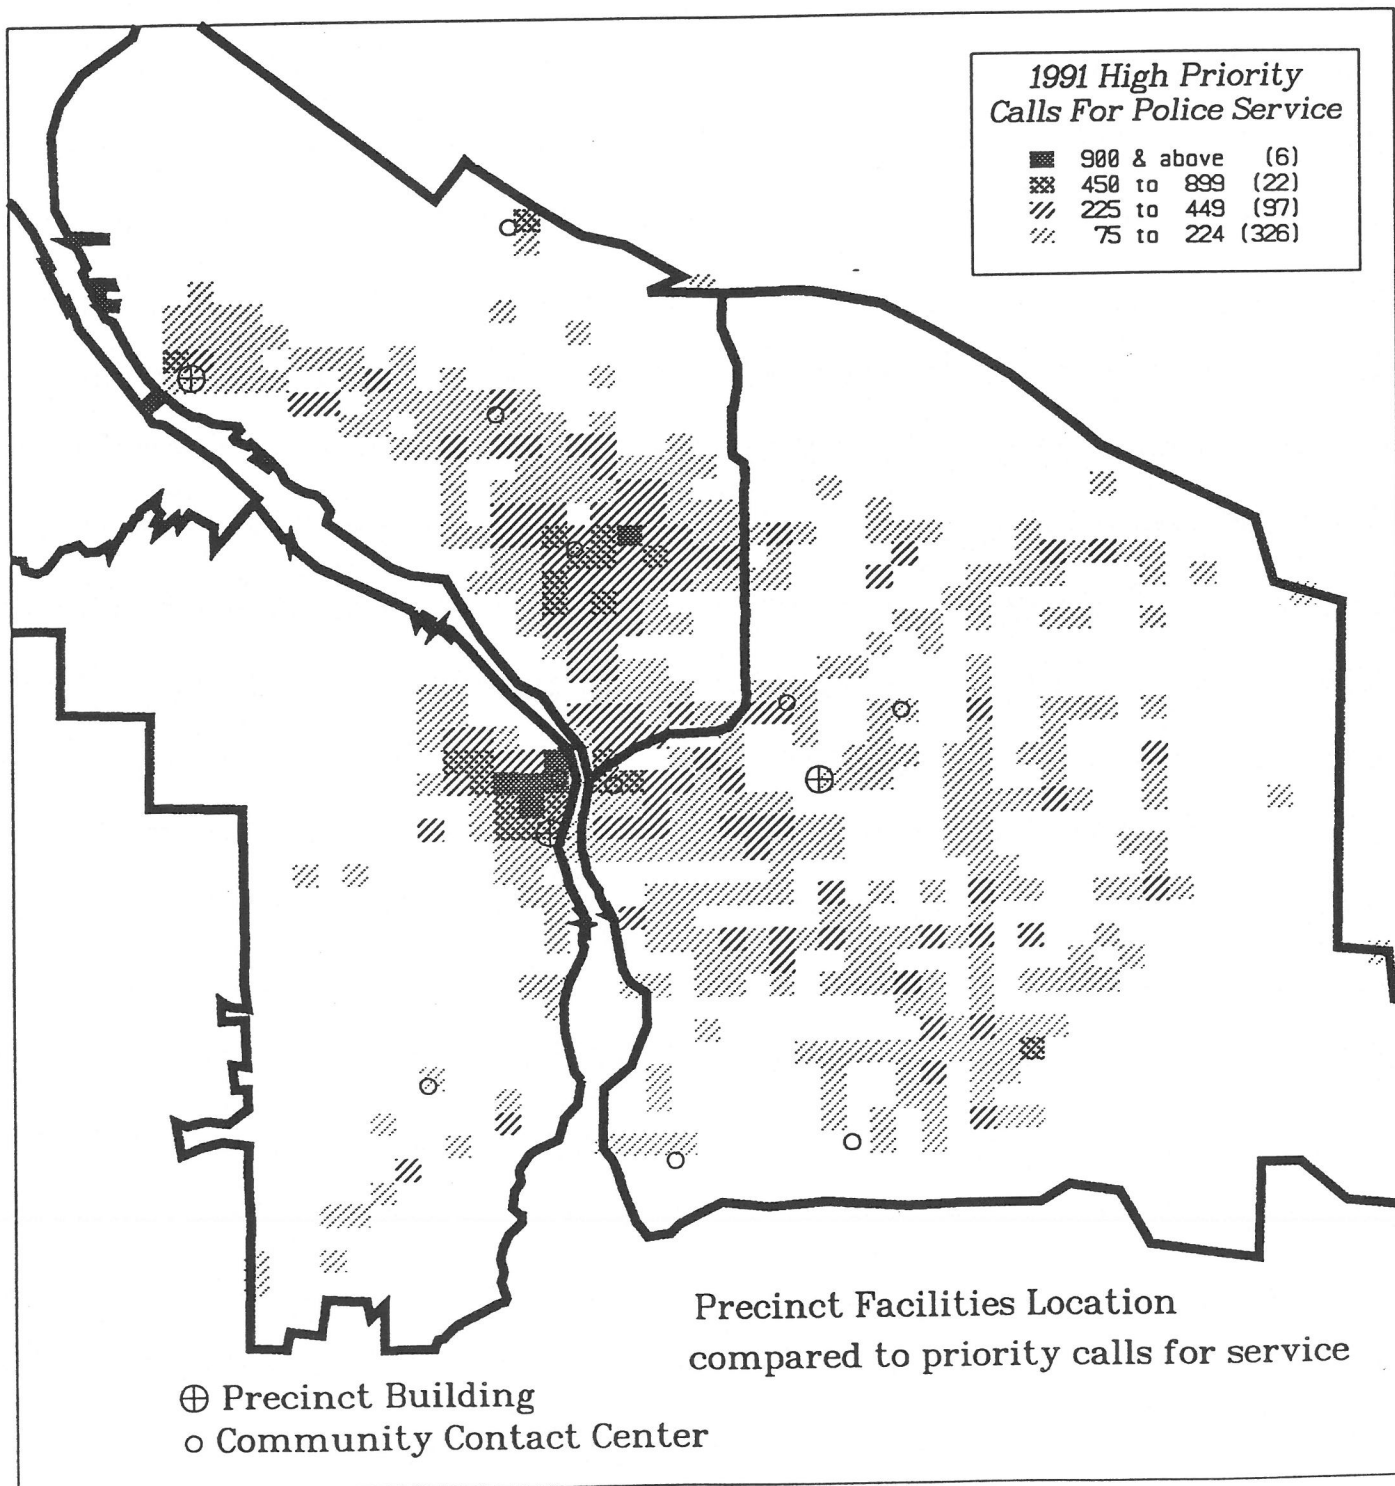 1991 High Priority
Calls For Police Service
900 & above (6)
450 to 899 (22)
225 to 449 (97)
75 to 224 (326)
Precinct Facilities Location
compared to priority calls for service
Precinct Building
Community Contact Center